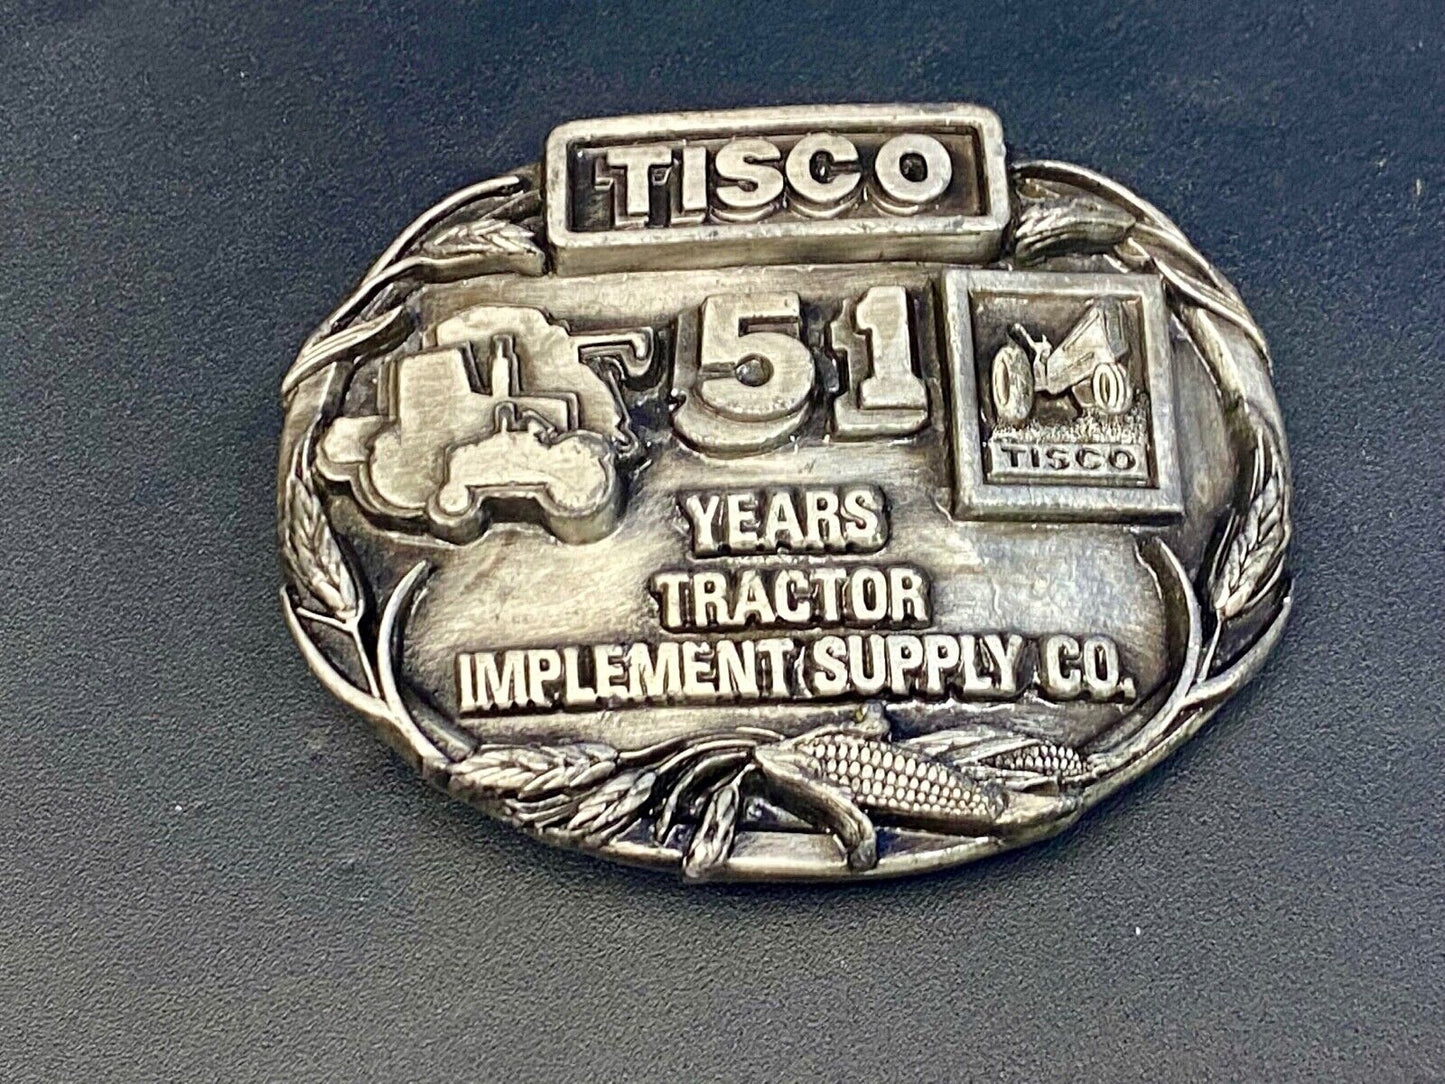 TISCO
51
TISCO
YEARS
TRACTOR
IMPLEMENT SUPPLY CO.